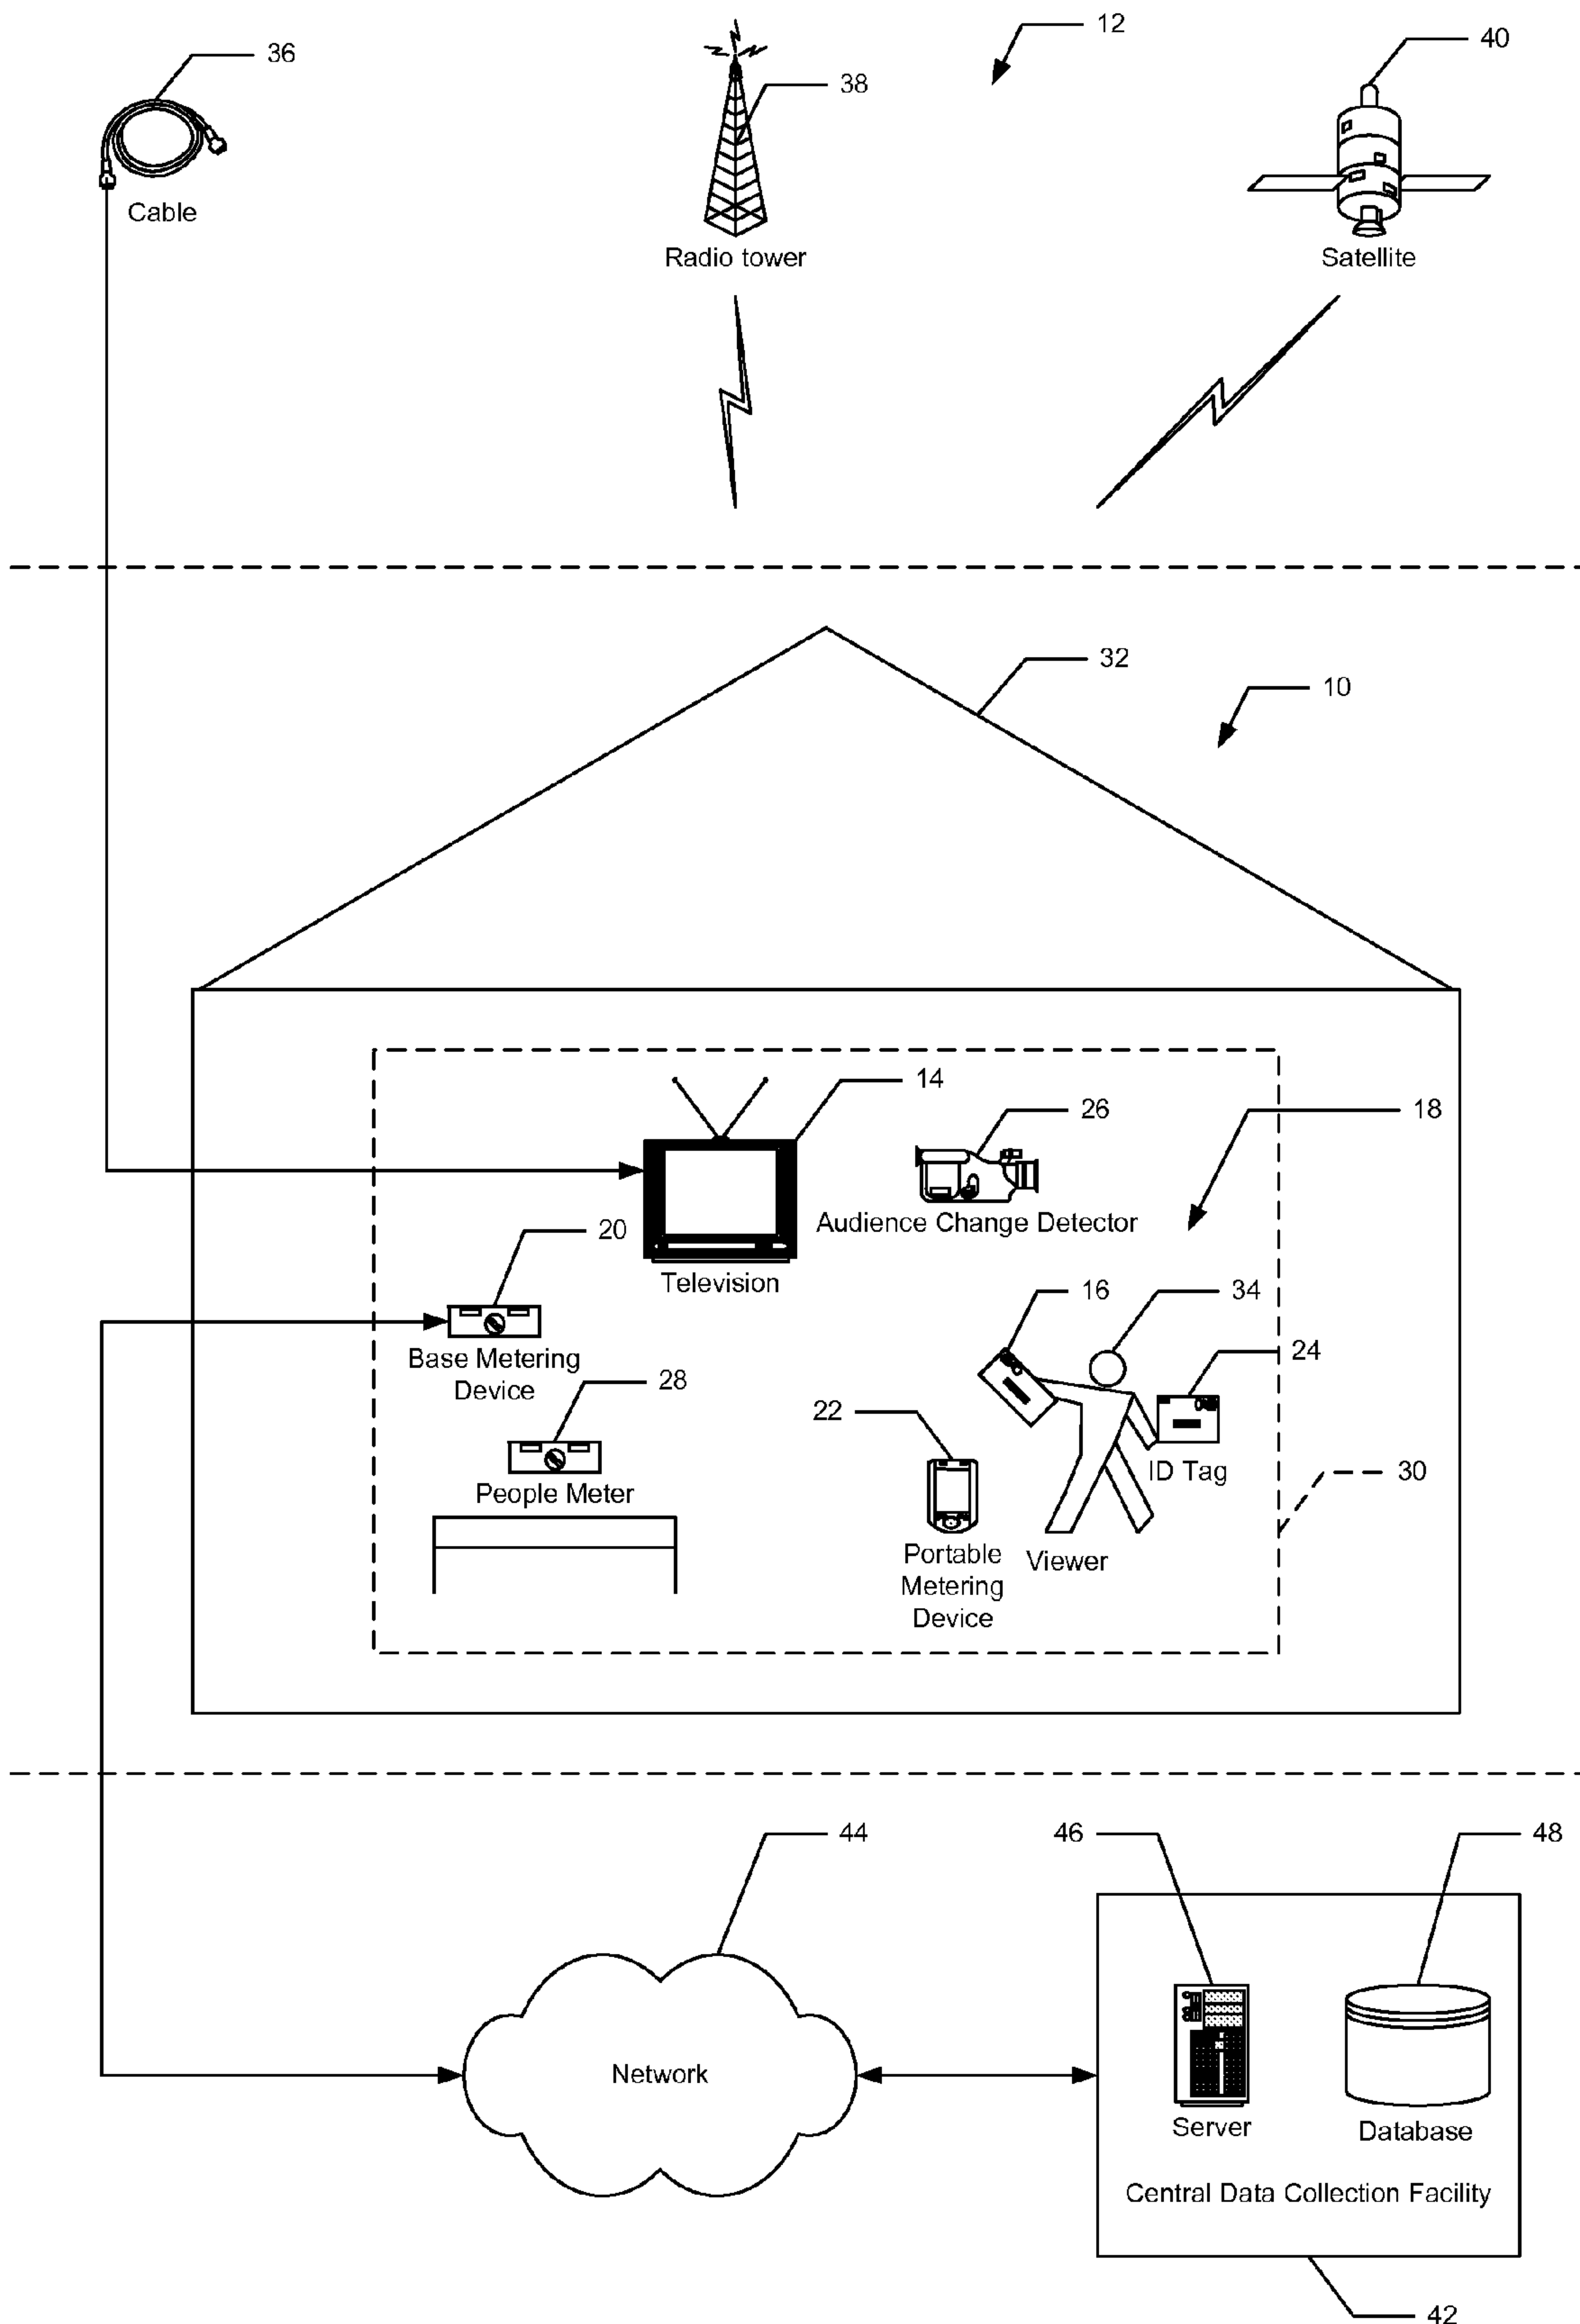 36
12
40
38
Cable
Radio tower
Satellite
32
10
14
26
18
Audience Change Detector
20
Television
16
34
24
Base Metering
Device
28
22
ID Tag
30
People Meter
Portable
Metering
Device
Viewer
44
46
48
Network
Server
Database
Central Data Collection Facility
42